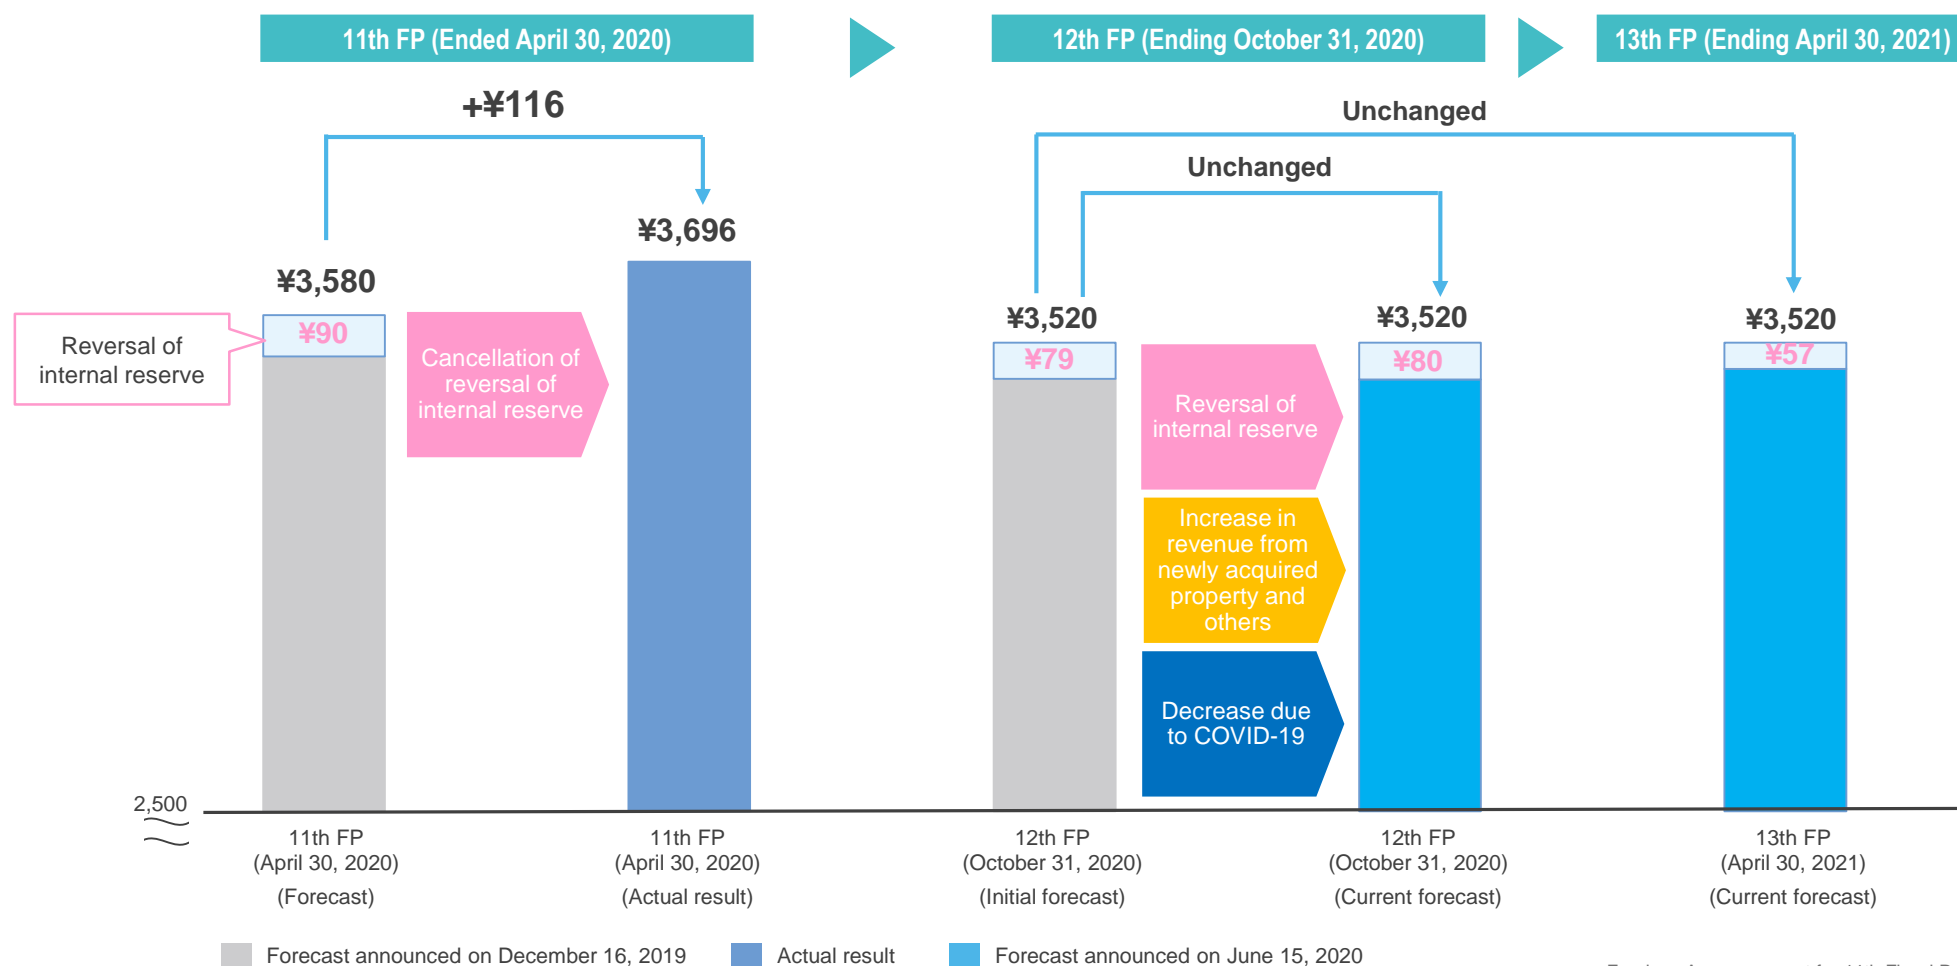 11th FP (Ended April 30, 2020)
12th FP (Ending October 31, 2020)
13th FP (Ending April 30, 2021)
+¥116
Unchanged
Unchanged
¥3,696
¥3,580
¥3,520
¥3,520
¥3,520
Reversal of
internal reserve
¥90
Cancellation of
reversal of
internal reserve
¥79
¥80
¥57
Reversal of
internal reserve
Increase in
revenue from
newly acquired
property and
others
Decrease due
to COVID-19
2,500
11th FP
(April 30, 2020)
(Forecast)
11th FP
(April 30, 2020)
(Actual result)
12th FP
(October 31, 2020)
(Initial forecast)
12th FP
(October 31, 2020)
(Current forecast)
13th FP
(April 30, 2021)
(Current forecast)
Forecast announced on December 16, 2019
Actual result
Forecast announced on June 15, 2020